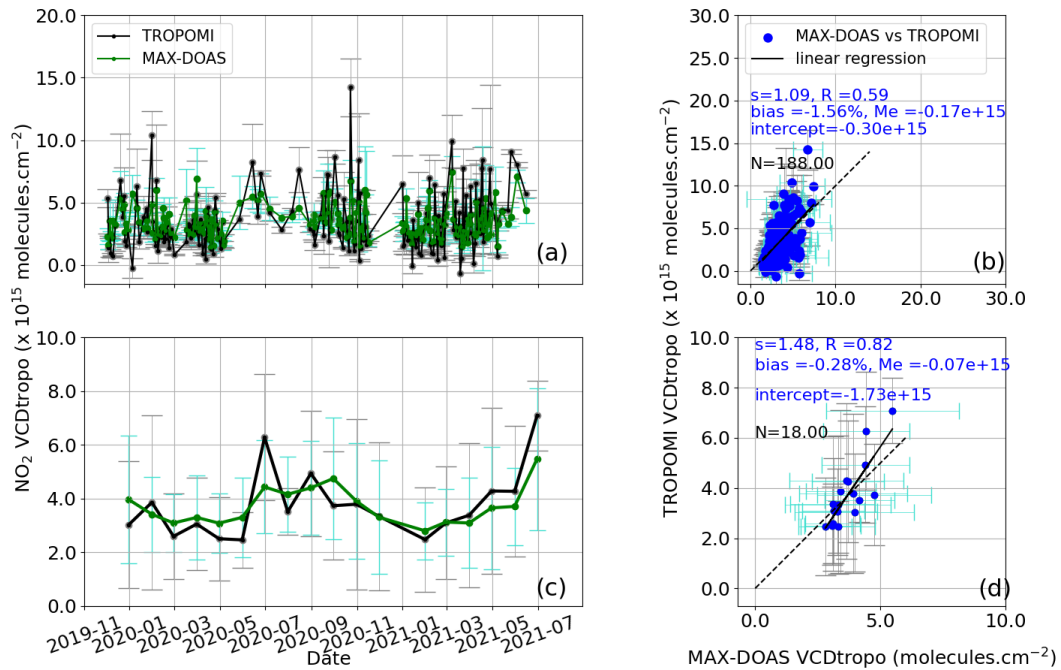 20.0
15.0
10.0
5.0
0.0
TROPOMI
MAX-DOAS
(a)
30.0
25.0
20.0
15.0
10.0
5.0
0.0
MAX-DOAS vs TROPOMI
linear regression
s=1.09, R =0.59
bias =-1.56%, Me =-0.17e+15
intercept=-0.30e+15
N=188.00
(b)
0.0 10.0 20.0 30.0
NO2 VCDtropo (x 10^15 molecules.cm^-2)
TROPOMI VCDtropo (x 10^15 molecules.cm^-2)
10.0
8.0
6.0
4.0
2.0
0.0
(c)
2019-11 2020-01 2020-03 2020-05 2020-07 2020-09 2020-11 2021-01 2021-03 2021-05 2021-07
Date
10.0
8.0
6.0
4.0
2.0
0.0
s=1.48, R =0.82
bias =-0.28%, Me =-0.07e+15
intercept=-1.73e+15
N=18.00
(d)
0.0 5.0 10.0
MAX-DOAS VCDtropo (molecules.cm^-2)